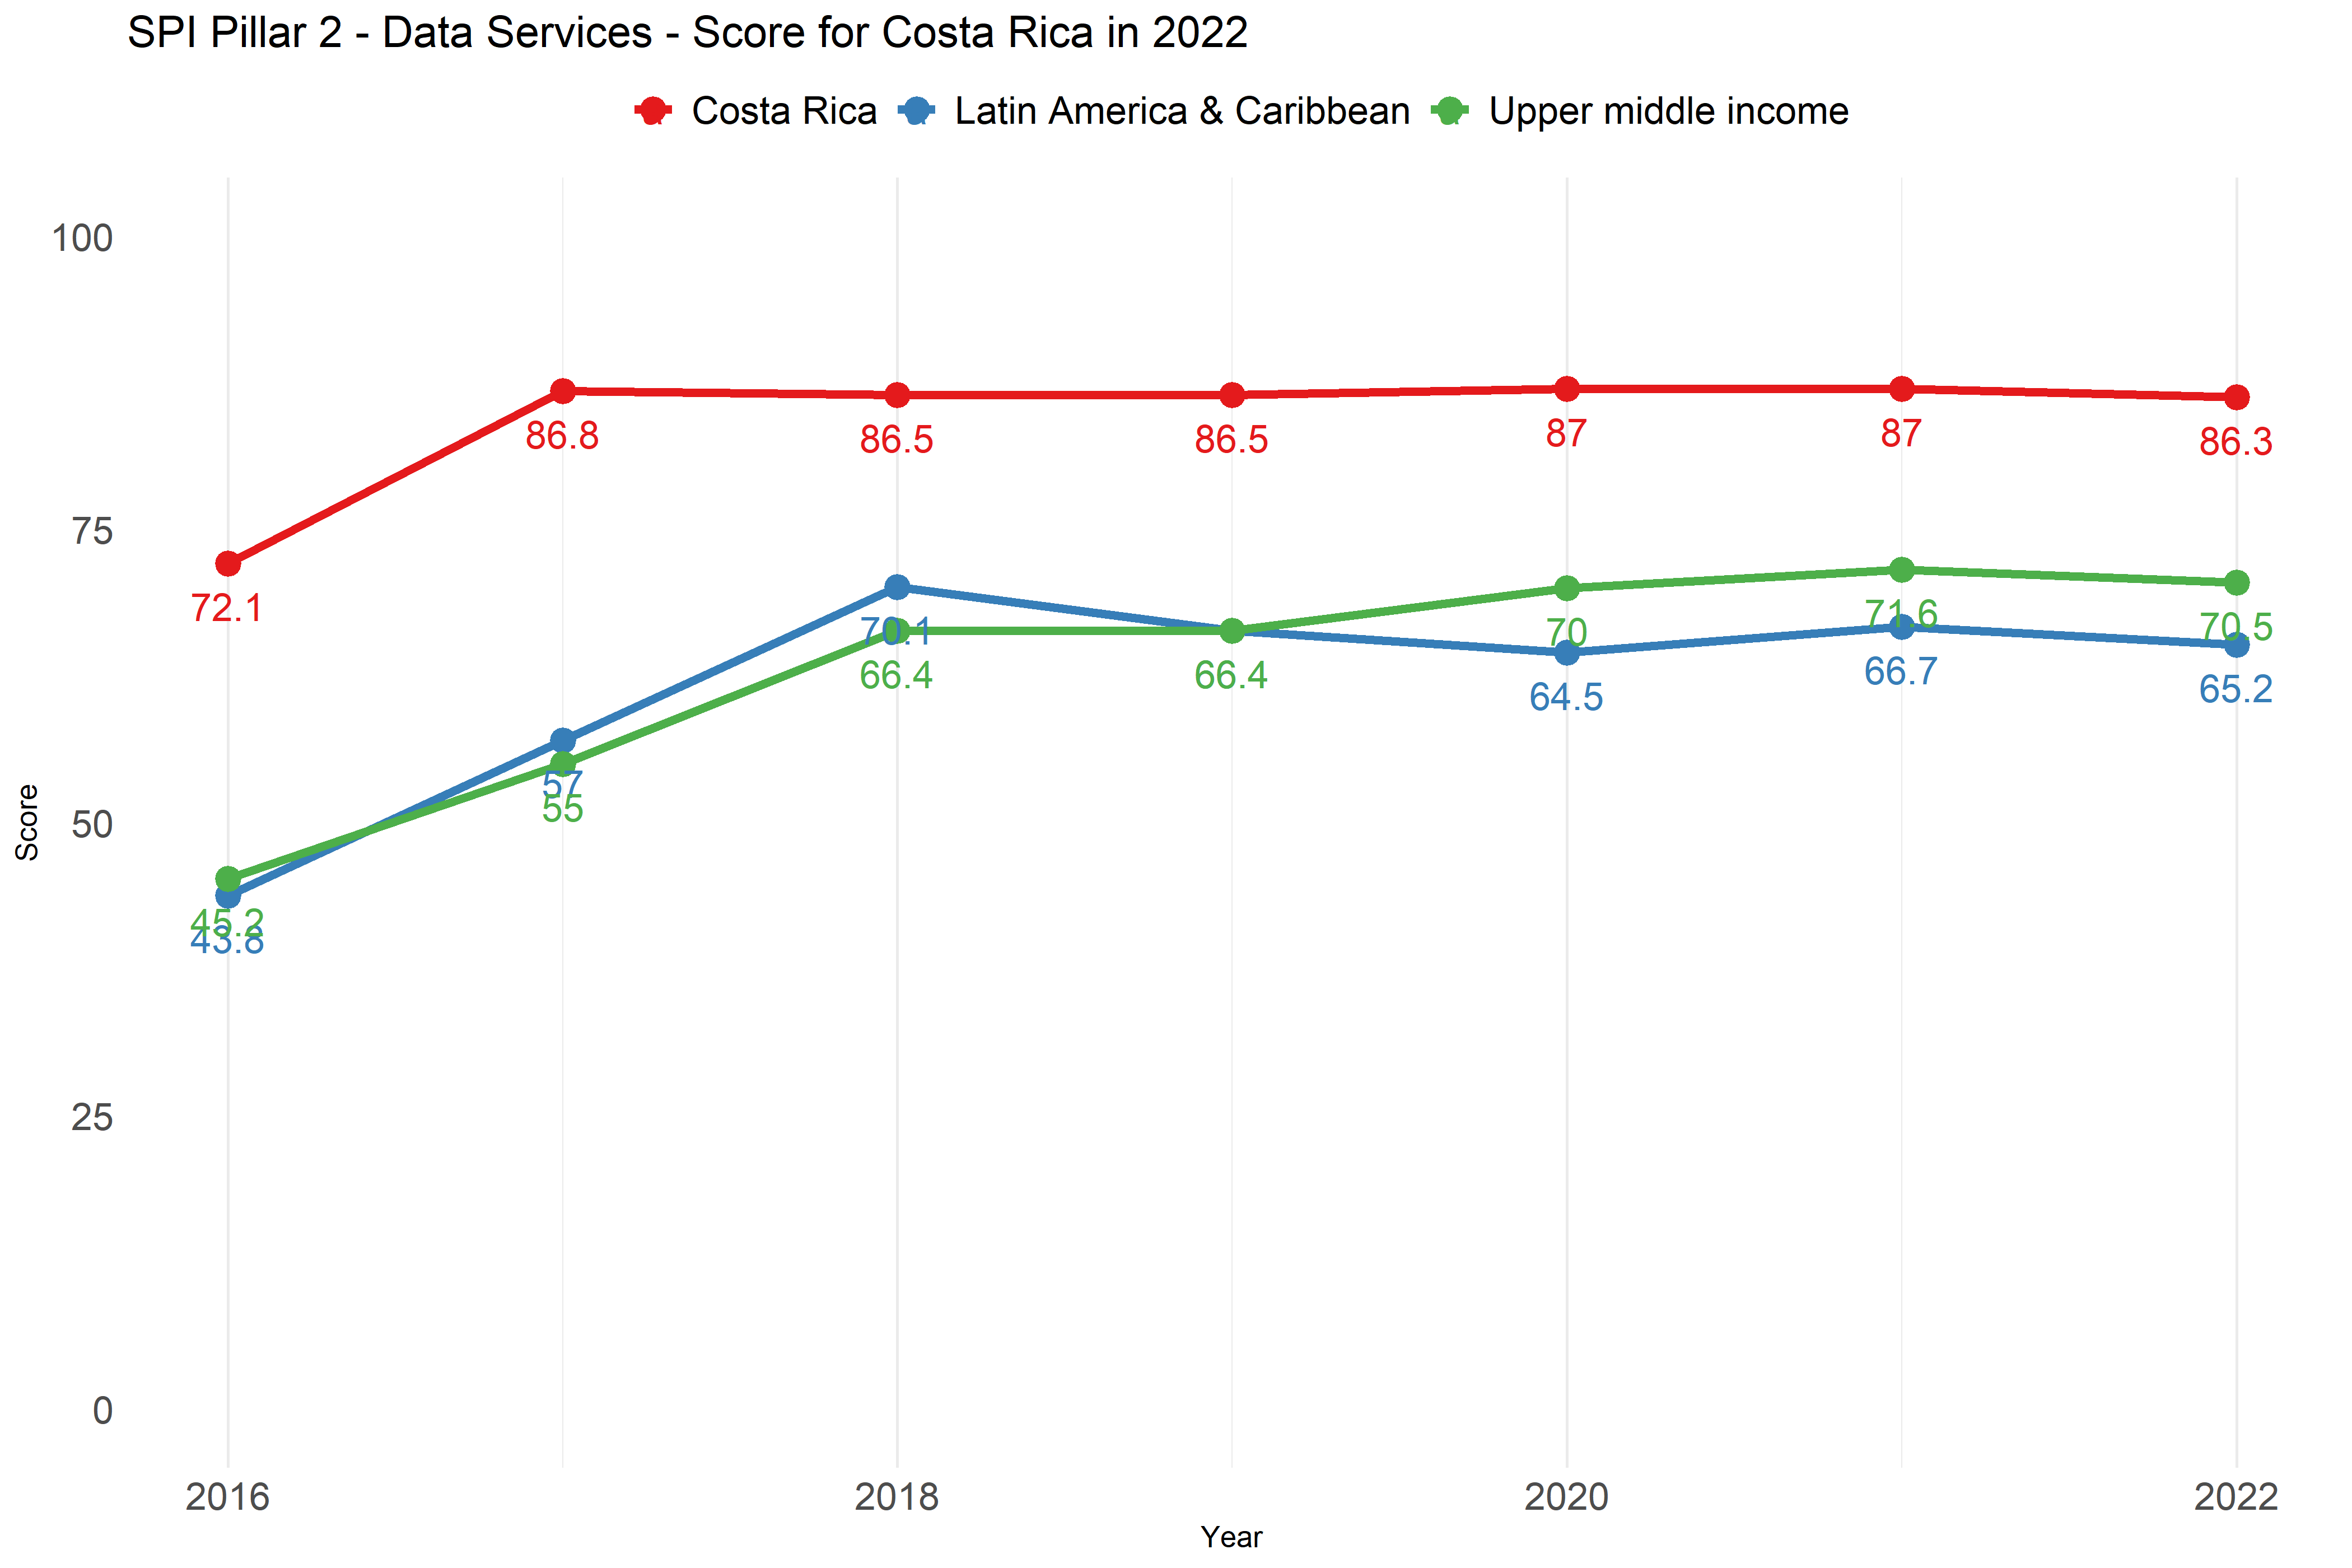 SPI Pillar 2 - Data Services - Score for Costa Rica in 2022
Costa Rica Latin America & Caribbean Upper middle income
100
75
50
25
0
Score
72.1 86.8 86.5 86.5 87 87 86.3
43.8 57 70.1 64.5 66.7 65.2
45.2 55 66.4 66.4 70 71.6 70.5
2016 2018 2020 2022
Year